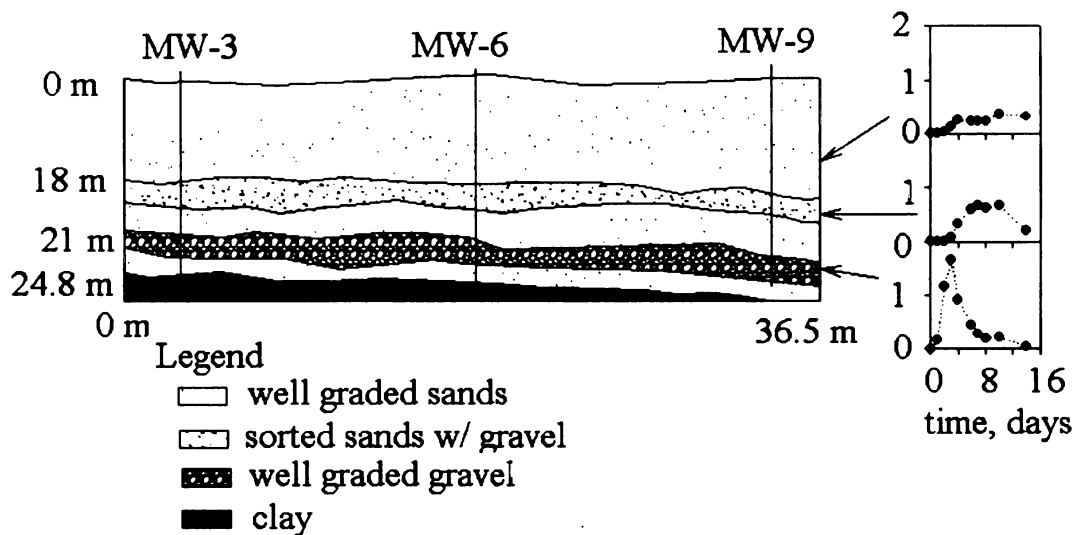 MW-3 MW-6 MW-9
0 m
18 m
21 m
24.8 m
0 m 36.5 m
2
1
0
1
0
1
0
0 8 16
time, days
Legend
well graded sands
sorted sands w/ gravel
well graded gravel
clay